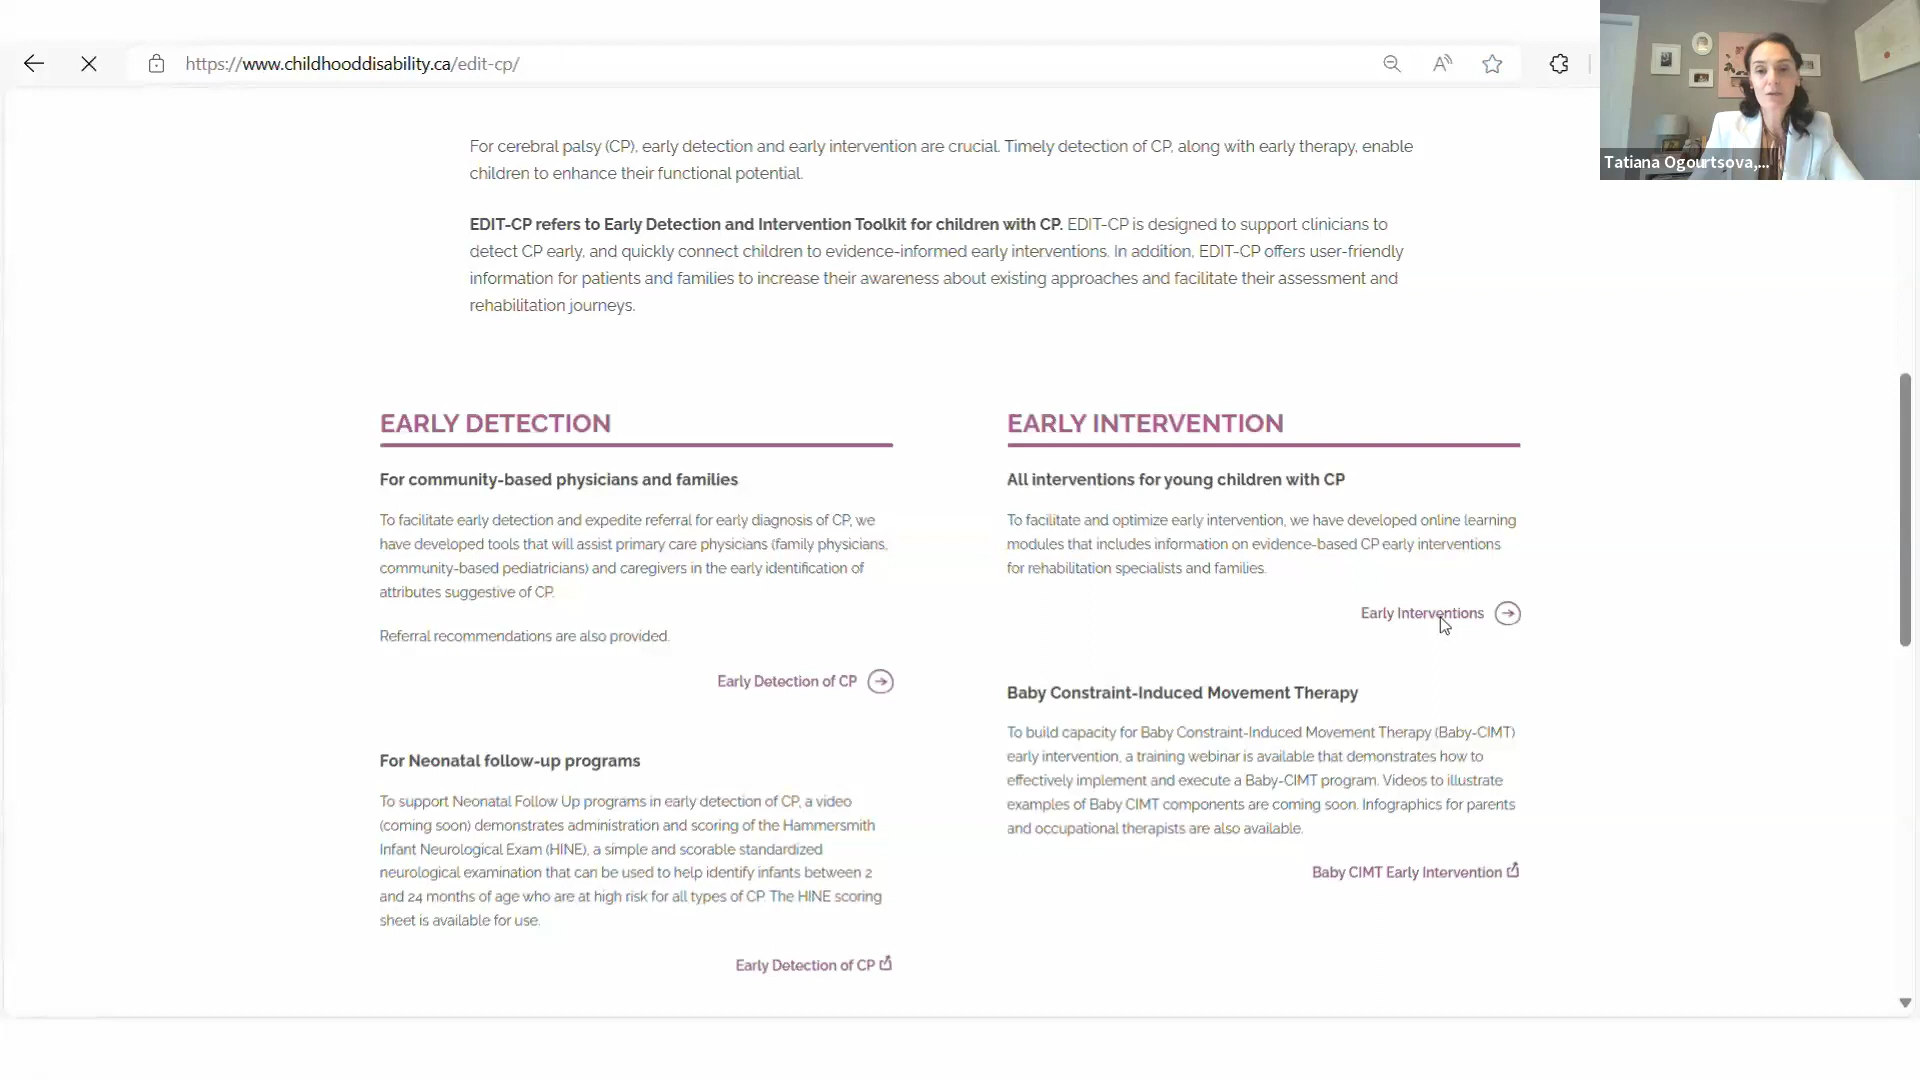 https://www.childhooddisability.ca/edit-cp/
Tatiana Ogourtsova,...
For cerebral palsy (CP), early detection and early intervention are crucial. Timely detection of CP, along with early therapy, enable
children to enhance their functional potential.
EDIT-CP refers to Early Detection and Intervention Toolkit for children with CP. EDIT-CP is designed to support clinicians to
detect CP early, and quickly connect children to evidence-informed early interventions. In addition, EDIT-CP offers user-friendly
information for patients and families to increase their awareness about existing approaches and facilitate their assessment and
rehabilitation journeys.
EARLY DETECTION
For community-based physicians and families
To facilitate early detection and expedite referral for early diagnosis of CP, we
have developed tools that will assist primary care physicians (family physicians,
community-based pediatricians) and caregivers in the early identification of
attributes suggestive of CP.
Referral recommendations are also provided.
Early Detection of CP
For Neonatal follow-up programs
To support Neonatal Follow Up programs in early detection of CP, a video
(coming soon) demonstrates administration and scoring of the Hammersmith
Infant Neurological Exam (HINE), a simple and scorable standardized
neurological examination that can be used to help identify infants between 2
and 24 months of age who are at high risk for all types of CP. The HINE scoring
sheet is available for use.
Early Detection of CP
EARLY INTERVENTION
All interventions for young children with CP
To facilitate and optimize early intervention, we have developed online learning
modules that includes information on evidence-based CP early interventions
for rehabilitation specialists and families.
Early Interventions
Baby Constraint-Induced Movement Therapy
To build capacity for Baby Constraint-Induced Movement Therapy (Baby-CIMT)
early intervention, a training webinar is available that demonstrates how to
effectively implement and execute a Baby-CIMT program. Videos to illustrate
examples of Baby CIMT components are coming soon. Infographics for parents
and occupational therapists are also available.
Baby CIMT Early Intervention